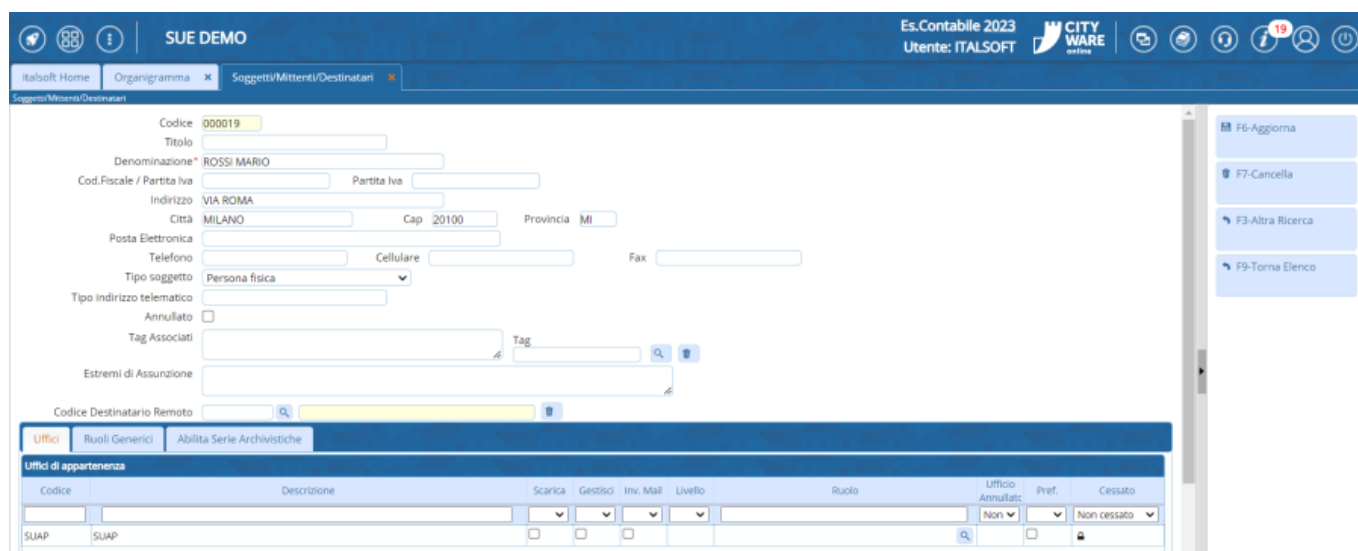 SUE DEMO
Es.Contabile 2023
Utente: ITALSOFT
CITY
WARE
online
19
italsoft Home Organigramma Soggetti/Mittenti/Destinatari
Soggetti/Mittenti/Destinatari
Codice 000019
Titolo
Denominazione* ROSSI MARIO
Cod.Fiscale / Partita Iva Partita Iva
Indirizzo VIA ROMA
Città MILANO Cap 20100 Provincia MI
Posta Elettronica
Telefono Cellulare Fax
Tipo soggetto Persona fisica
Tipo indirizzo telematico
Annullato
Tag Associati Tag
Estremi di Assunzione
Codice Destinatario Remoto
F6-Aggiorna
F7-Cancella
F3-Altra Ricerca
F9-Torna Elenco
Uffici Ruoli Generici Abilita Serie Archivistiche
Uffici di appartenenza
Codice Descrizione Scarica Gestisci Inv. Mail Livello Ruolo Ufficio Annullato Pref. Cessato
Non Non cessato
SUAP SUAP